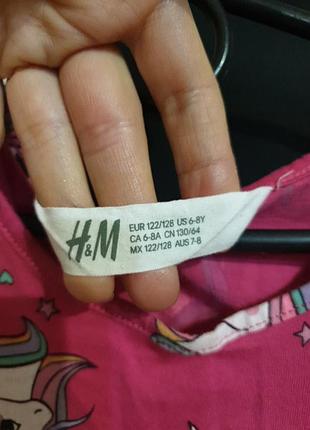 H&M
EUR 122/128 US 6-8Y
CA 6-8A CN 130/64
MX 122/128 AUS 7-8